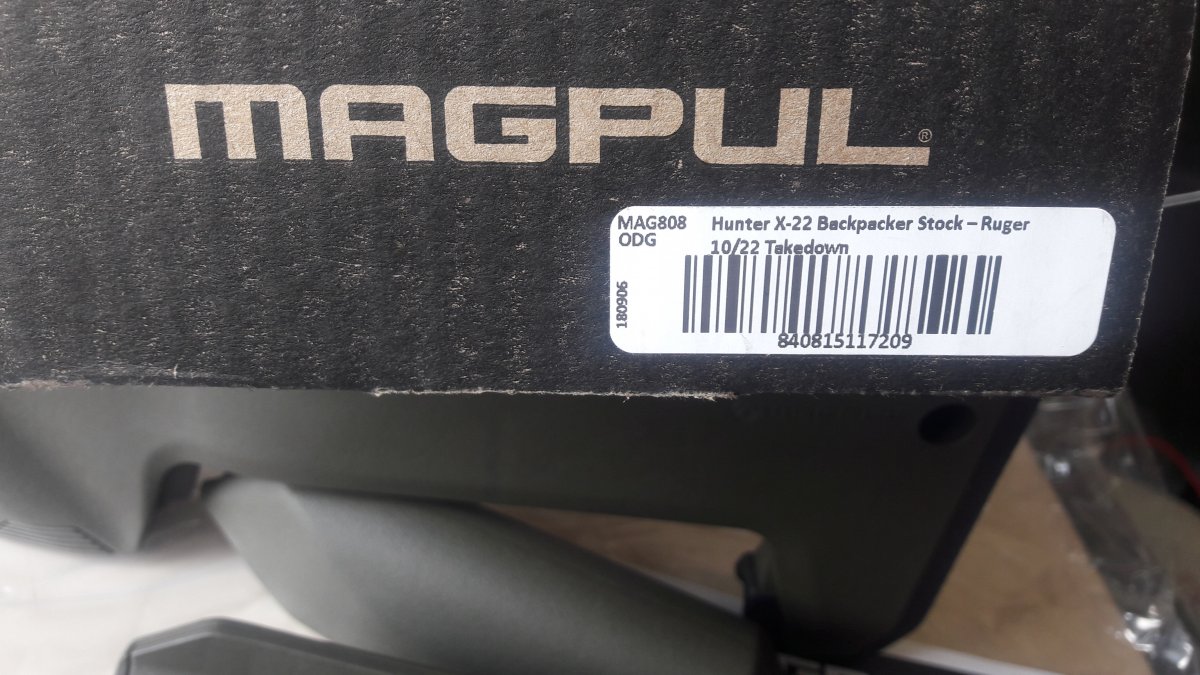 MAGPUL®
MAG808 Hunter X-22 Backpacker Stock – Ruger
ODG 10/22 Takedown
180906
840815117209